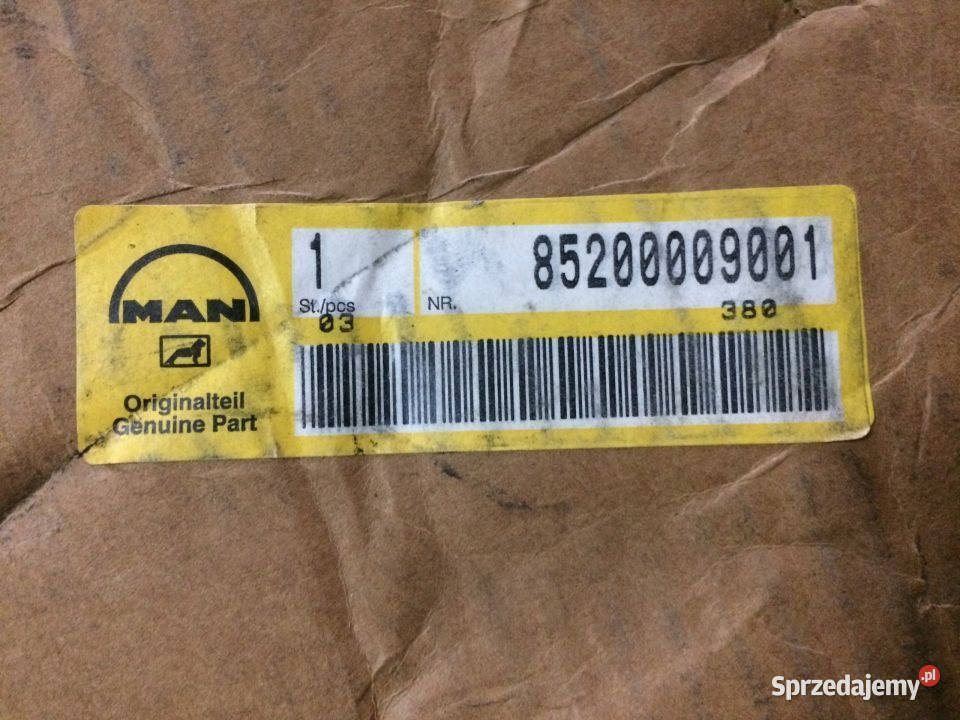 MAN
Originalteil
Genuine Part
1
St./pcs
03
NR.
85200009001
380
Sprzedajemy.pl